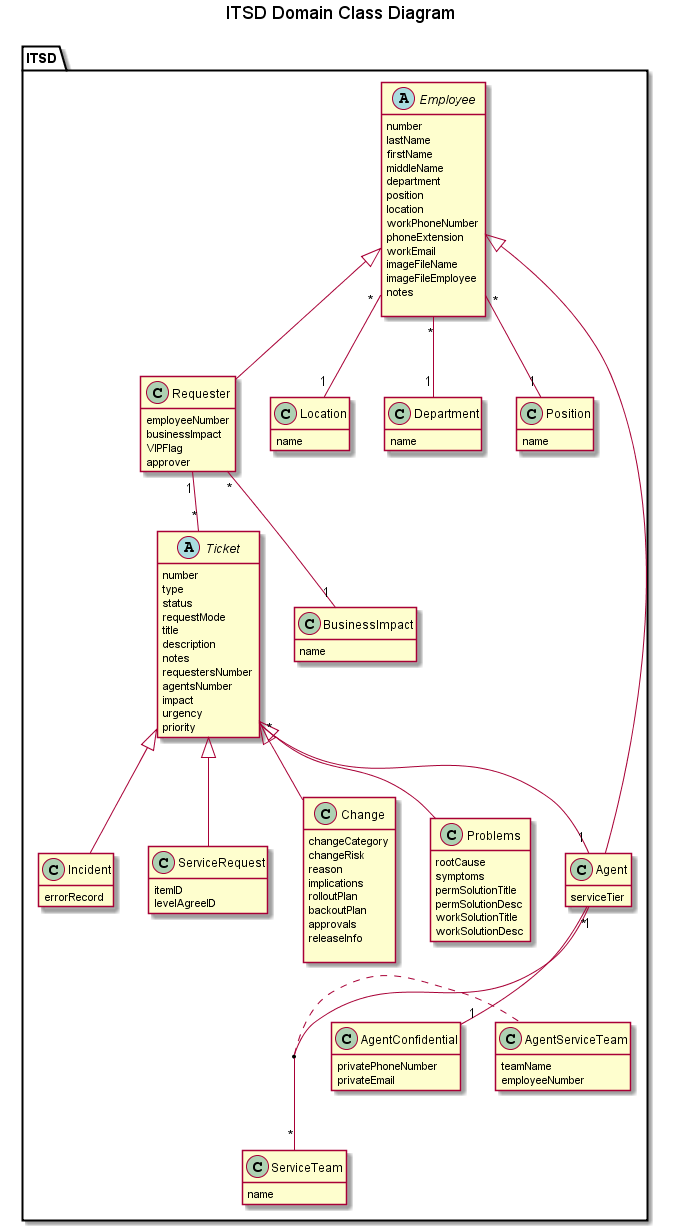 ITSD Domain Class Diagram
ITSD
A Employee
number
lastName
firstName
middleName
department
position
location
workPhoneNumber
phoneExtension
workEmail
imageFileName
imageFileEmployee
notes
* * *
1 1 1
C Requester
employeeNumber
businessImpact
VIPFlag
approver
C Location
name
C Department
name
C Position
name
1 *
*
A Ticket
number
type
status
requestMode
title
description
notes
requestersNumber
agentsNumber
impact
urgency
priority
1
C BusinessImpact
name
*
1
C Incident
errorRecord
C ServiceRequest
itemID
levelAgreeID
C Change
changeCategory
changeRisk
reason
implications
rolloutPlan
backoutPlan
approvals
releaseInfo
C Problems
rootCause
symptoms
permSolutionTitle
permSolutionDesc
workSolutionTitle
workSolutionDesc
C Agent
serviceTier
*1
1
C AgentConfidential
privatePhoneNumber
privateEmail
C AgentServiceTeam
teamName
employeeNumber
*
C ServiceTeam
name